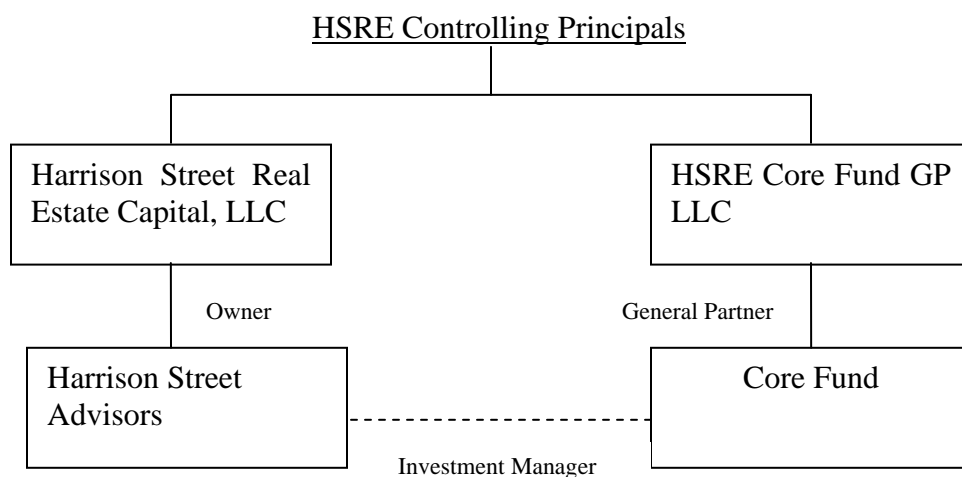 HSRE Controlling Principals
Harrison Street Real
Estate Capital, LLC
HSRE Core Fund GP
LLC
Owner
General Partner
Harrison Street
Advisors
Core Fund
Investment Manager